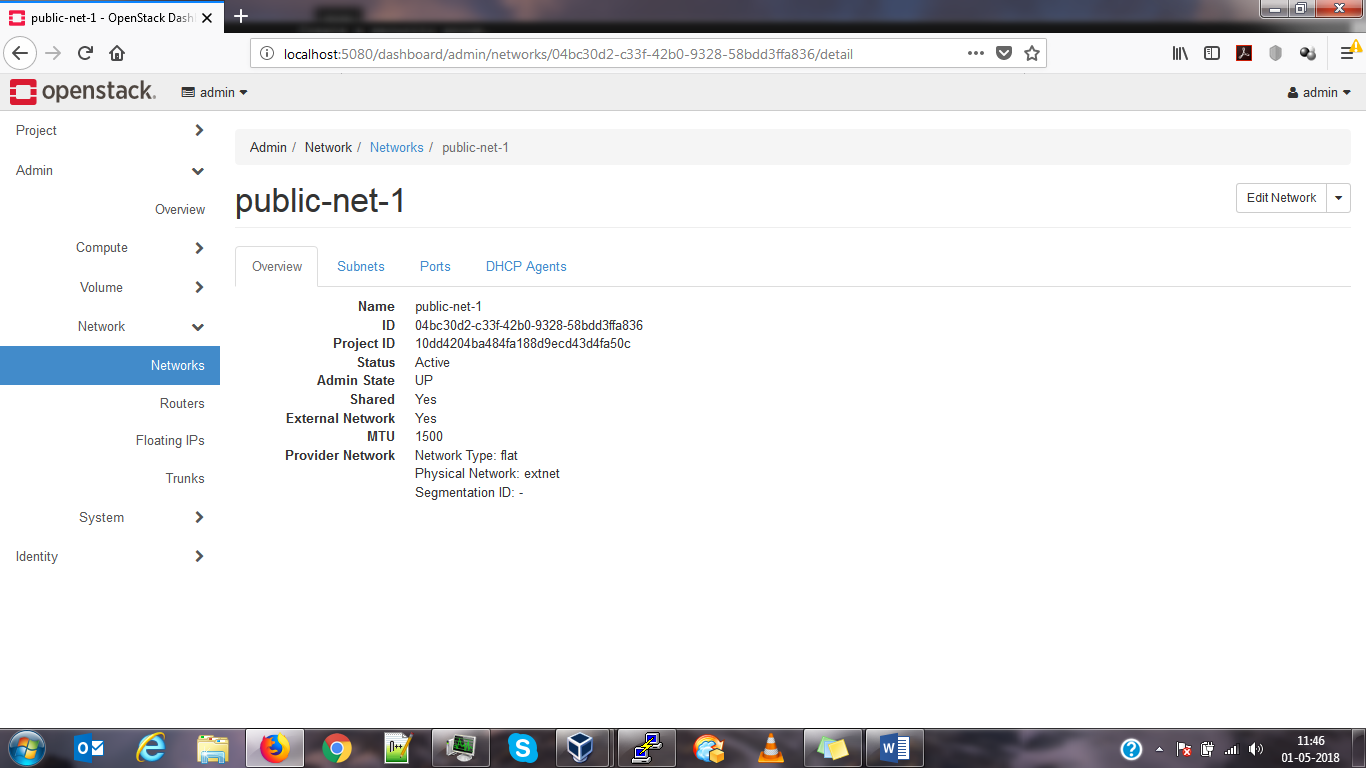 public-net-1 - OpenStack Dash
localhost:5080/dashboard/admin/networks/04bc30d2-c33f-42b0-9328-58bdd3ffa836/detail
openstack.
admin
admin
Project
Admin
Overview
Compute
Volume
Network
Networks
Routers
Floating IPs
Trunks
System
Identity
Admin / Network / Networks / public-net-1
public-net-1
Edit Network
Overview Subnets Ports DHCP Agents
Name public-net-1
ID 04bc30d2-c33f-42b0-9328-58bdd3ffa836
Project ID 10dd4204ba484fa188d9ecd43d4fa50c
Status Active
Admin State UP
Shared Yes
External Network Yes
MTU 1500
Provider Network Network Type: flat
Physical Network: extnet
Segmentation ID: -
11:46
01-05-2018